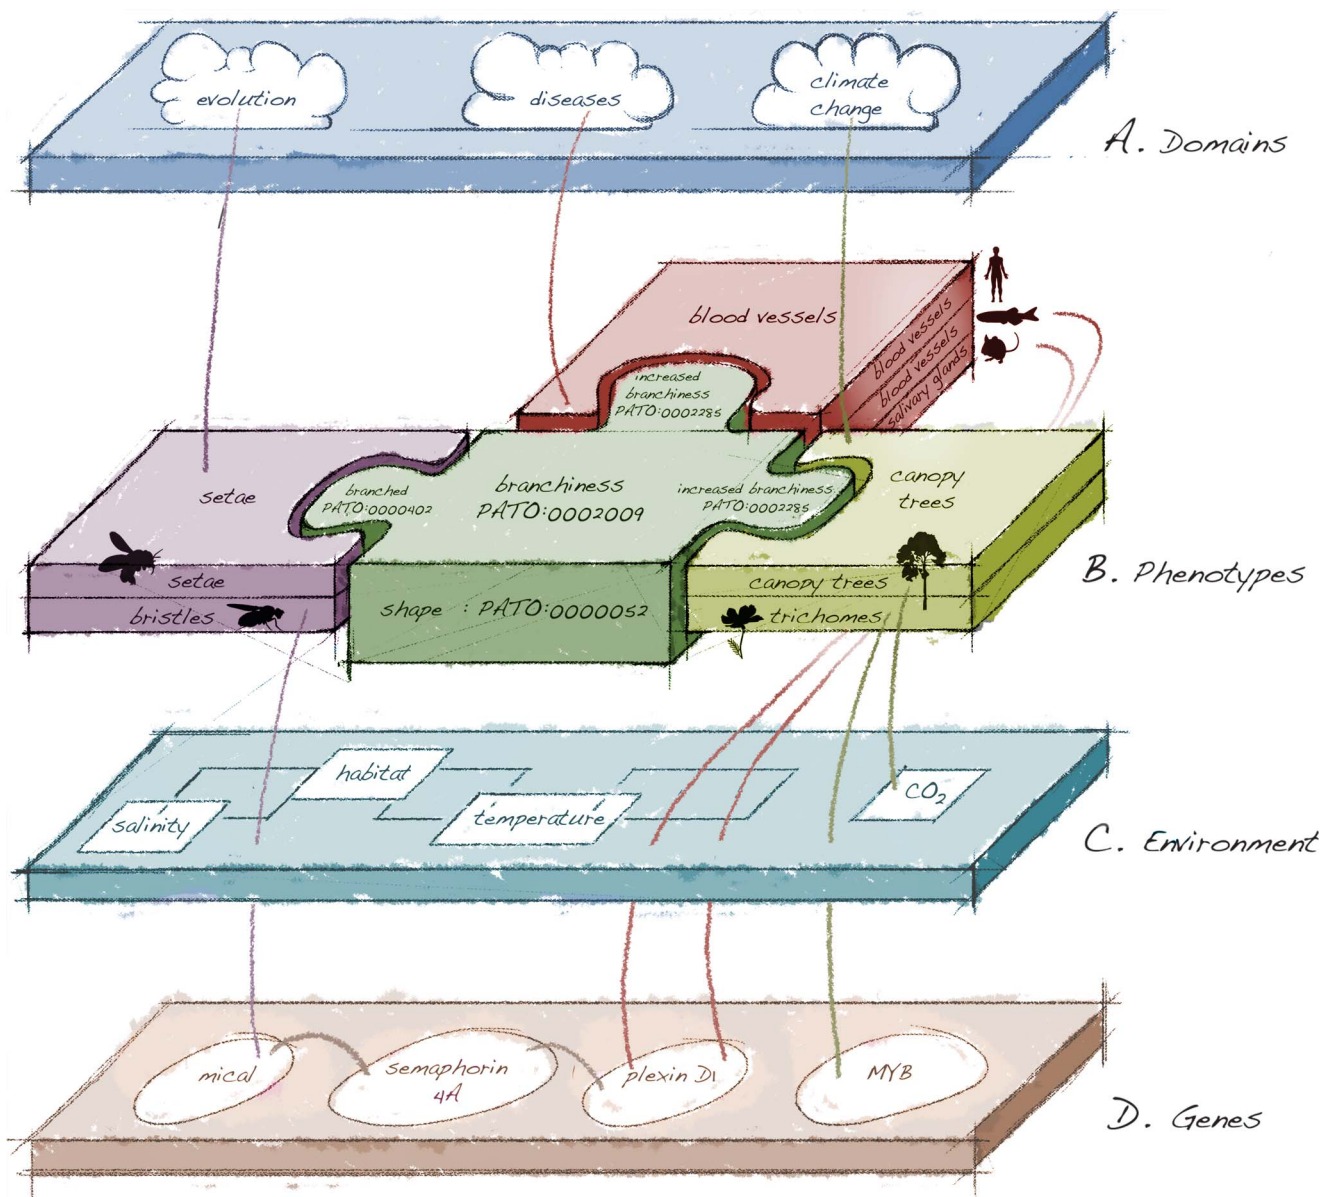 evolution
diseases
climate
change
A. Domains
blood vessels
blood vessels
blood vessels
salivary glands
increased
branchiness
PATO:0002285
setae
branched
PATO:0000402
branchiness
PATO:0002009
increased branchiness
PATO:0002285
canopy
trees
setae
bristles
shape : PATO:0000052
canopy trees
trichomes
B. Phenotypes
habitat
salinity
temperature
CO2
C. Environment
mical
semaphorin
4A
plexin D1
MYB
D. Genes